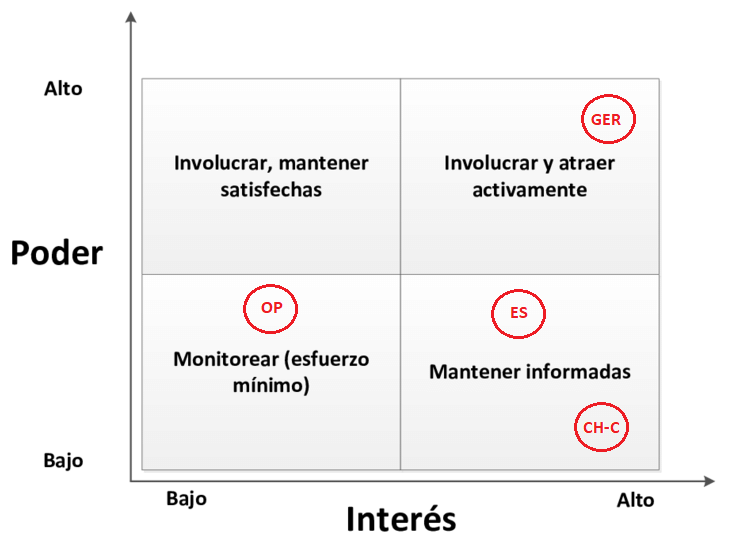 Alto
GER
Involucrar, mantener
satisfechas
Involucrar y atraer
activamente
Poder
OP
ES
Monitorear (esfuerzo
mínimo)
Mantener informadas
CH-C
Bajo
Bajo
Interés
Alto